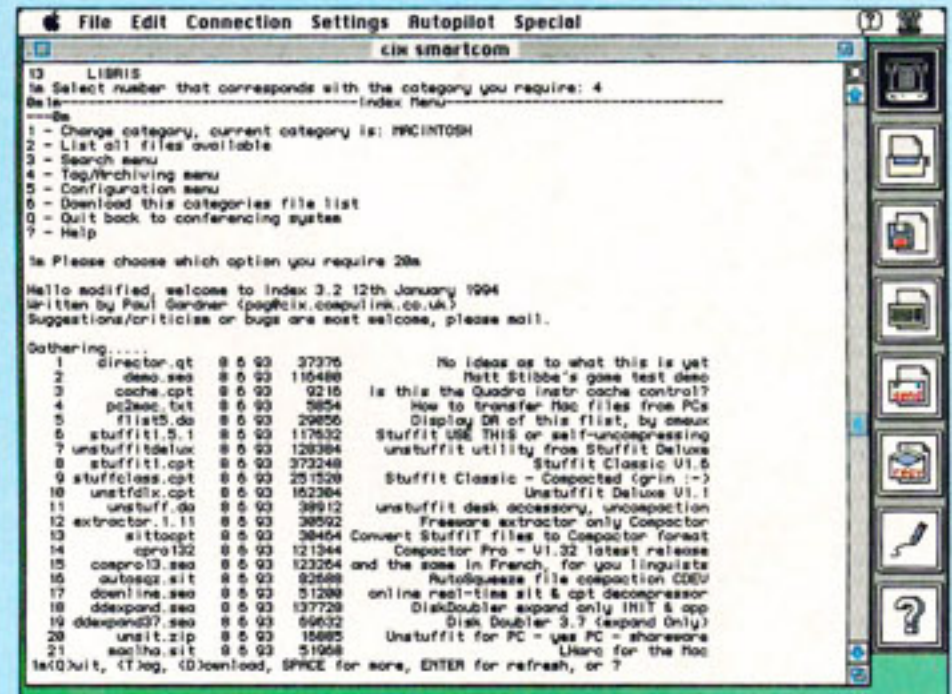 File Edit Connection Settings Autopilot Special
cix smartcom
13 LIBRIS
1m Select number that corresponds with the category you require: 4
0m1m----------------------------------Index Menu--------------------------------
---0m
1 - Change category, current category is: MACINTOSH
2 - List all files available
3 - Search menu
4 - Tag/Archiving menu
5 - Configuration menu
6 - Download this categories file list
Q - Quit back to conferencing system
? - Help
1m Please choose which option you require 20m
Hello modified, welcome to Index 3.2 12th January 1994
Written by Paul Gardner (pag@cix.compulink.co.uk)
Suggestions/criticism or bugs are most welcome, please mail.
Gathering.....
1 director.qt 8 6 93 37376 No ideas as to what this is yet
2 demo.sea 8 6 93 116480 Matt Stibbe's game test demo
3 cache.cpt 8 6 93 9216 Is this the Quadra instr cache control?
4 pc2mac.txt 8 6 93 5854 How to transfer Mac files from PCs
5 flist5.da 8 6 93 29056 Display DA of this flist, by
6 stuffit1.5.1 8 6 93 117632 Stuffit USE THIS or self-uncompressing
7 unstuffitdelux 8 6 93 128384 unstuffit utility from Stuffit Deluxe
8 stuffit1.cpt 8 6 93 373248 Stuffit Classic V1.6
9 stuffclass.cpt 8 6 93 251520 Stuffit Classic - Compacted (grin :-)
10 unstfdlx.cpt 8 6 93 162304 Unstuffit Deluxe V1.1
11 unstuff.da 8 6 93 38912 unstuffit desk accessory, uncompaction
12 extractor.1.11 8 6 93 30592 Freeware extractor only Compactor
13 sittocpt 8 6 93 30464 Convert StuffiT files to Compactor format
14 cpro132 8 6 93 121344 Compactor Pro - V1.32 latest release
15 compro13.sea 8 6 93 123264 and the same in French, for you linguists
16 autosqz.sit 8 6 93 82688 AutoSqueeze file compaction CDEV
17 downline.sea 8 6 93 51200 online real-time sit & cpt decompressor
18 ddexpand.sea 8 6 93 137728 DiskDoubler expand only INIT & app
19 ddexpand37.sea 8 6 93 69632 Disk Doubler 3.7 (expand Only)
20 unsit.zip 8 6 93 16885 Unstuffit for PC - yes PC - shareware
21 maclha.sit 8 6 93 51968 LHarc for the Mac
1m(Q)uit, (T)ag, (D)ownload, SPACE for more, ENTER for refresh, or ?